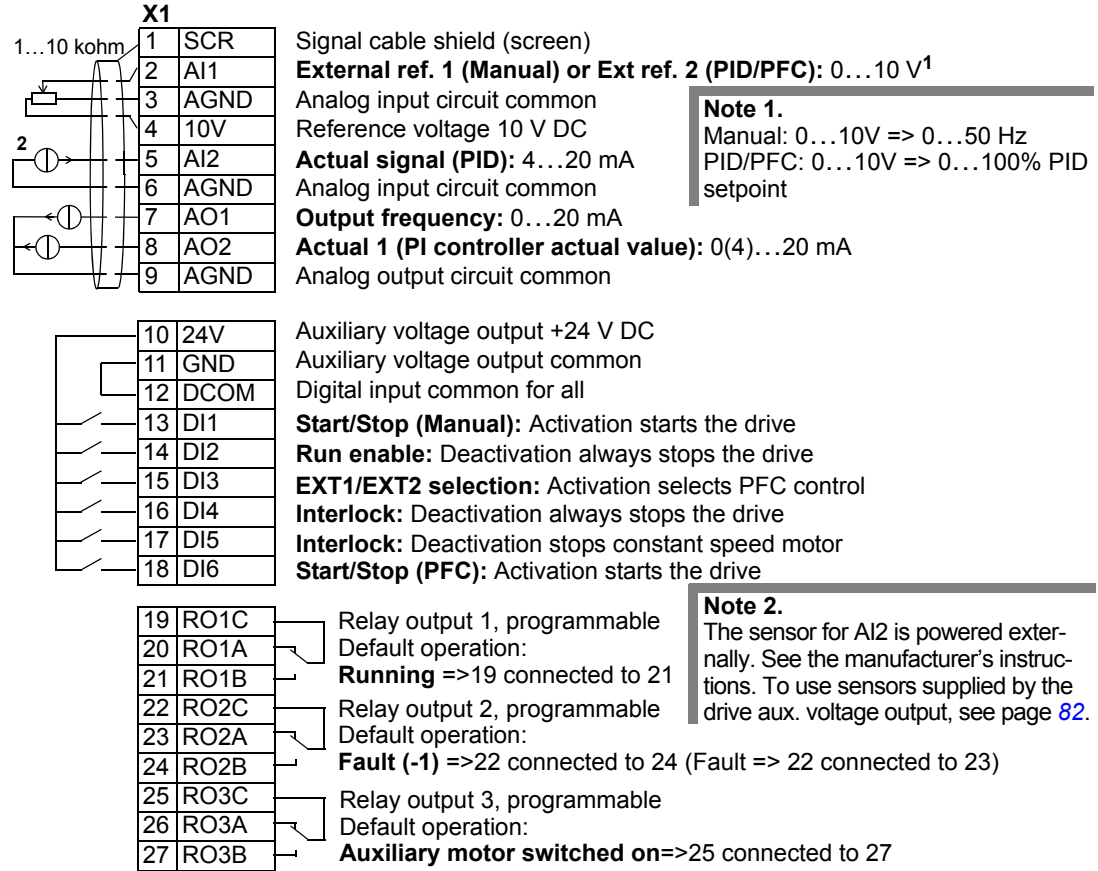 X1
1…10 kohm
1 SCR Signal cable shield (screen)
2 AI1 External ref. 1 (Manual) or Ext ref. 2 (PID/PFC): 0…10 V1
3 AGND Analog input circuit common
4 10V Reference voltage 10 V DC
2
5 AI2 Actual signal (PID): 4…20 mA
6 AGND Analog input circuit common
7 AO1 Output frequency: 0…20 mA
8 AO2 Actual 1 (PI controller actual value): 0(4)…20 mA
9 AGND Analog output circuit common
Note 1.
Manual: 0…10V => 0…50 Hz
PID/PFC: 0…10V => 0…100% PID
setpoint
10 24V Auxiliary voltage output +24 V DC
11 GND Auxiliary voltage output common
12 DCOM Digital input common for all
13 DI1 Start/Stop (Manual): Activation starts the drive
14 DI2 Run enable: Deactivation always stops the drive
15 DI3 EXT1/EXT2 selection: Activation selects PFC control
16 DI4 Interlock: Deactivation always stops the drive
17 DI5 Interlock: Deactivation stops constant speed motor
18 DI6 Start/Stop (PFC): Activation starts the drive
19 RO1C Relay output 1, programmable
20 RO1A Default operation:
21 RO1B Running =>19 connected to 21
22 RO2C Relay output 2, programmable
23 RO2A Default operation:
24 RO2B Fault (-1) =>22 connected to 24 (Fault => 22 connected to 23)
25 RO3C Relay output 3, programmable
26 RO3A Default operation:
27 RO3B Auxiliary motor switched on=>25 connected to 27
Note 2.
The sensor for AI2 is powered exter-
nally. See the manufacturer's instruc-
tions. To use sensors supplied by the
drive aux. voltage output, see page 82.